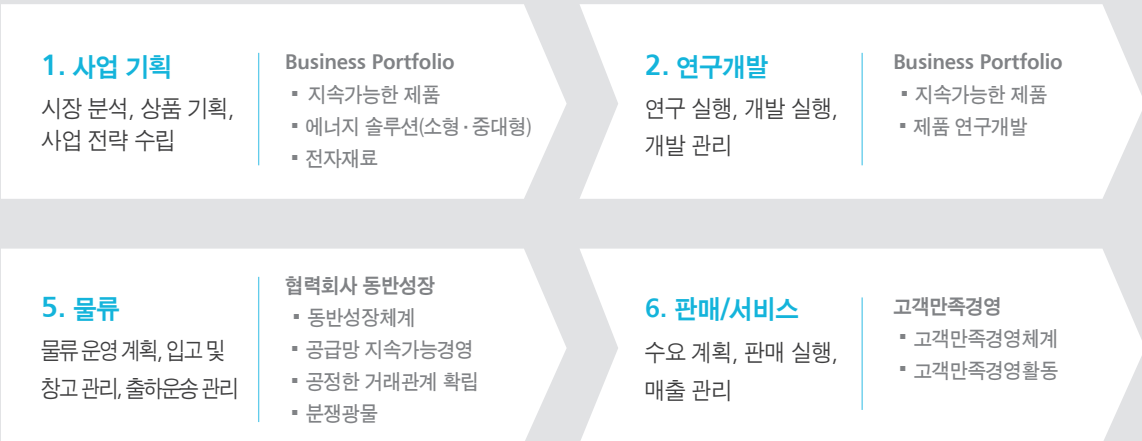 1. 사업 기획
시장 분석, 상품 기획,
사업 전략 수립
Business Portfolio
▪ 지속가능한 제품
▪ 에너지 솔루션(소형·중대형)
▪ 전자재료
2. 연구개발
연구 실행, 개발 실행,
개발 관리
Business Portfolio
▪ 지속가능한 제품
▪ 제품 연구개발
5. 물류
물류 운영 계획, 입고 및
창고 관리, 출하운송 관리
협력회사 동반성장
▪ 동반성장체계
▪ 공급망 지속가능경영
▪ 공정한 거래관계 확립
▪ 분쟁광물
6. 판매/서비스
수요 계획, 판매 실행,
매출 관리
고객만족경영
▪ 고객만족경영체계
▪ 고객만족경영활동